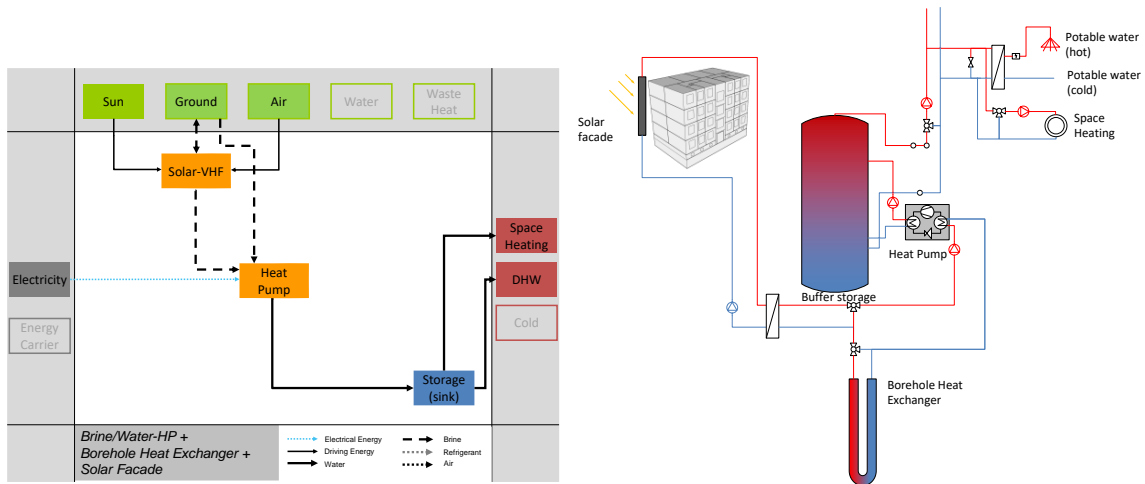 Sun
Ground
Air
Water
Waste
Heat
Solar-VHF
Space
Heating
Electricity
Heat
Pump
DHW
Energy
Carrier
Cold
Storage
(sink)
Brine/Water-HP +
Borohole Heat Exchanger +
Solar Facade
Electrical Energy
Driving Energy
Water
Brine
Refrigerant
Air
Solar
facade
Potable water
(hot)
Potable water
(cold)
Space
Heating
Heat Pump
Buffer storage
Borehole Heat
Exchanger